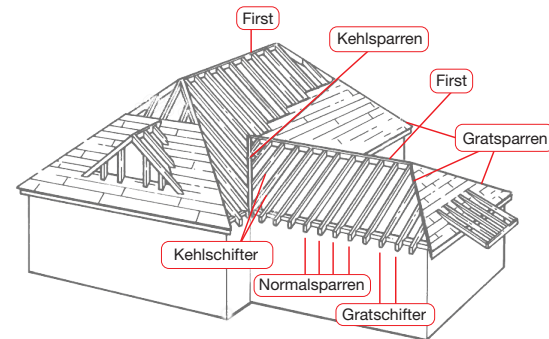 First
Kehlsparren
First
Gratsparren
Kehlschifter
Normalsparren
Gratschifter